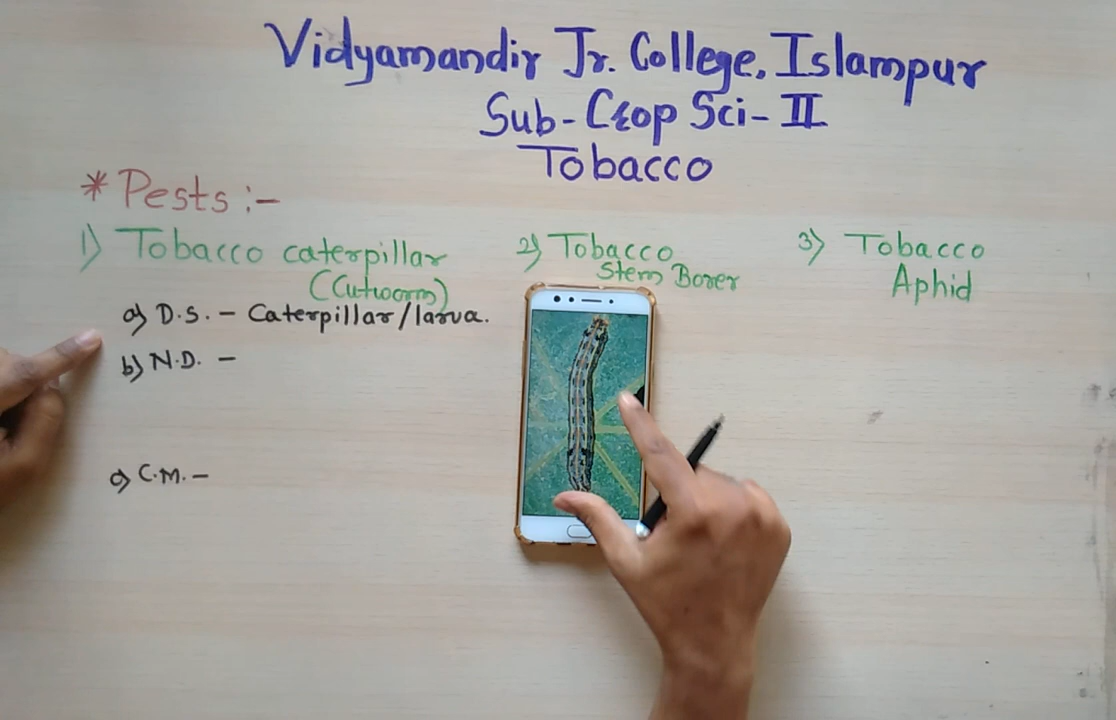 Vidyamandir Jr. College, Islampur
Sub-Crop Sci-II
Tobacco
* Pests :-
1) Tobacco caterpillar
(Cutworm)
a) D.S. - Caterpillar/larva.
b) N.D. -
c) C.M. -
2) Tobacco
Stem Borer
3) Tobacco
Aphid